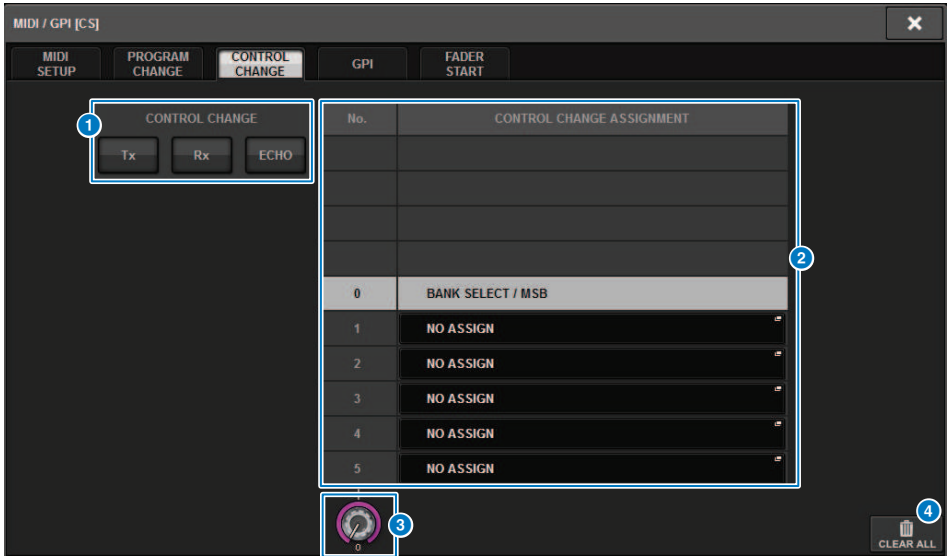 MIDI / GPI [CS]
MIDI SETUP
PROGRAM CHANGE
CONTROL CHANGE
GPI
FADER START
1
CONTROL CHANGE
Tx Rx ECHO
No. CONTROL CHANGE ASSIGNMENT
2
0 BANK SELECT / MSB
1 NO ASSIGN
2 NO ASSIGN
3 NO ASSIGN
4 NO ASSIGN
5 NO ASSIGN
3
0
4
CLEAR ALL